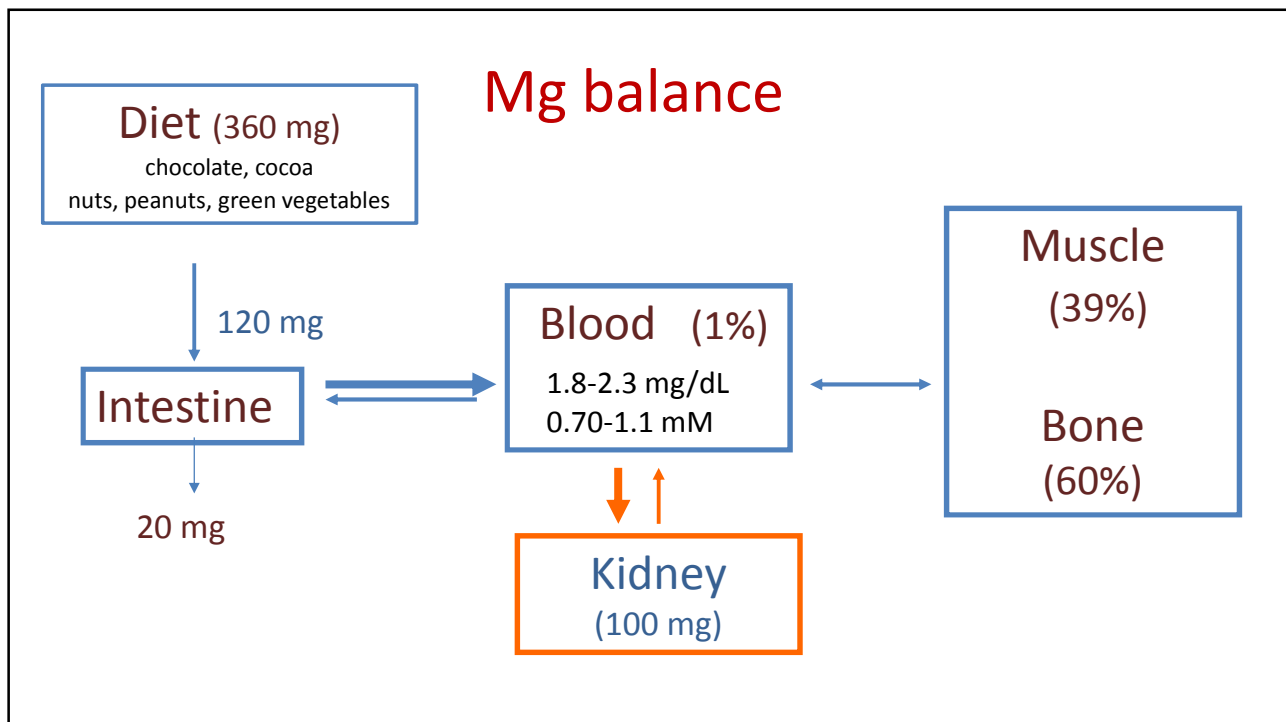 Mg balance
Diet (360 mg)
chocolate, cocoa
nuts, peanuts, green vegetables
120 mg
Intestine
20 mg
Blood (1%)
1.8-2.3 mg/dL
0.70-1.1 mM
Kidney
(100 mg)
Muscle
(39%)
Bone
(60%)